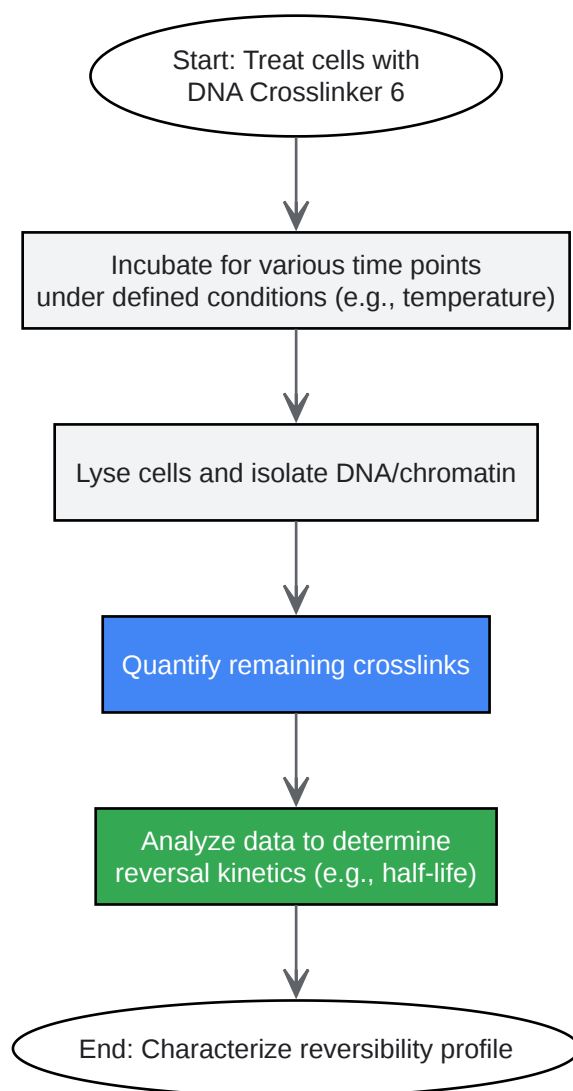 Start: Treat cells with
DNA Crosslinker 6
Incubate for various time points
under defined conditions (e.g., temperature)
Lyse cells and isolate DNA/chromatin
Quantify remaining crosslinks
Analyze data to determine
reversal kinetics (e.g., half-life)
End: Characterize reversibility profile